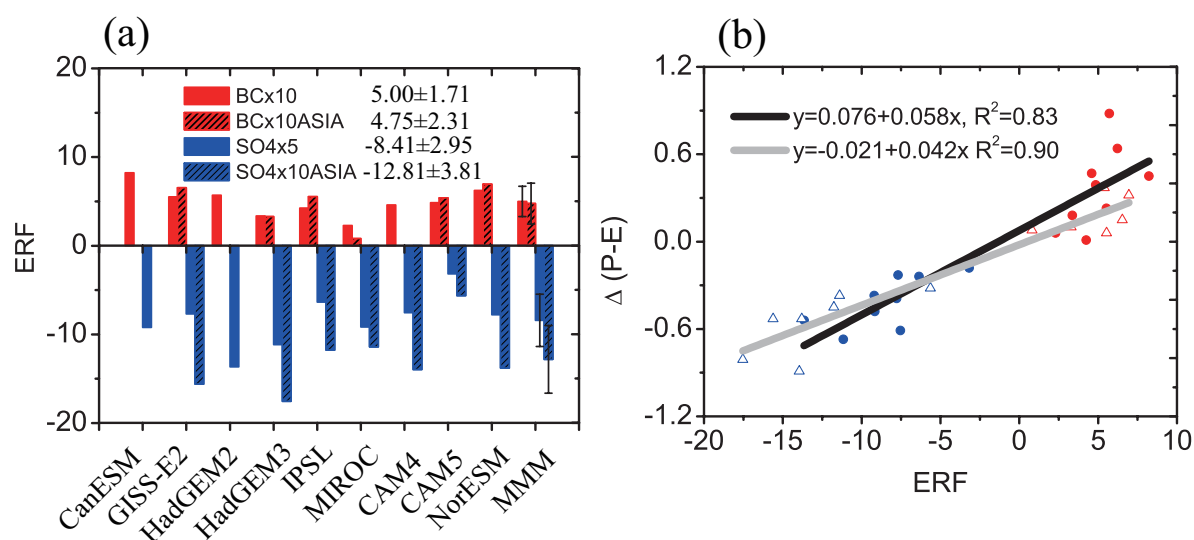 (a)
20
10
0
-10
-20
ERF
BCx10 5.00±1.71
BCx10ASIA 4.75±2.31
SO4x5 -8.41±2.95
SO4x10ASIA -12.81±3.81
CanESM
GISS-E2
HadGEM2
HadGEM3
IPSL
MIROC
CAM4
CAM5
NorESM
MMM
(b)
1.2
0.6
0.0
-0.6
-1.2
Δ (P-E)
y=0.076+0.058x, R²=0.83
y=-0.021+0.042x R²=0.90
-20 -15 -10 -5 0 5 10
ERF